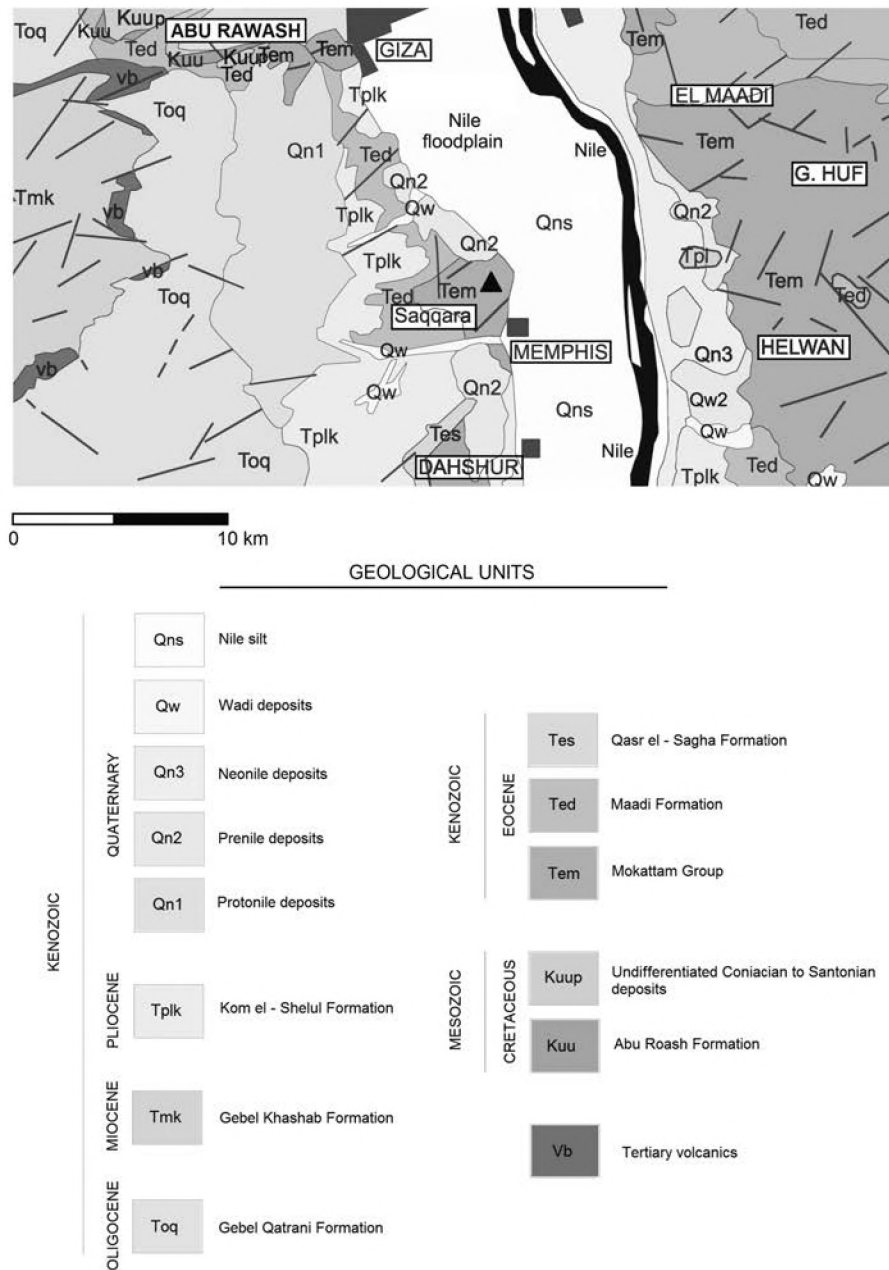 Toq
Kuu
Kuup
Ted
ABU RAWASH
Kuu
Kuup
Tem
Ted
Tem
GIZA
Tem
Ted
vb
Toq
Tplk
Nile
floodplain
EL MAADI
Qn1
Ted
Nile
Tem
G. HUF
Tmk
vb
Qn2
Qw
Tplk
Qns
Qn2
Qn2
vb
Tplk
Tpl
Toq
Ted
Tem
Tem
Ted
Saqqara
Qw
MEMPHIS
Qn3
HELWAN
vb
Qw
Qn2
Qns
Qw2
Tplk
Tes
Qw
Toq
DAHSHUR
Nile
Tplk
Ted
Qw
0
10 km
GEOLOGICAL UNITS
KENOZOIC
QUATERNARY
Qns Nile silt
Qw Wadi deposits
Qn3 Neonile deposits
Qn2 Prenile deposits
Qn1 Protonile deposits
PLIOCENE
Tplk Kom el - Shelul Formation
MIOCENE
Tmk Gebel Khashab Formation
OLIGOCENE
Toq Gebel Qatrani Formation
KENOZOIC
EOCENE
Tes Qasr el - Sagha Formation
Ted Maadi Formation
Tem Mokattam Group
MESOZOIC
CRETACEOUS
Kuup Undifferentiated Coniacian to Santonian
deposits
Kuu Abu Roash Formation
Vb Tertiary volcanics